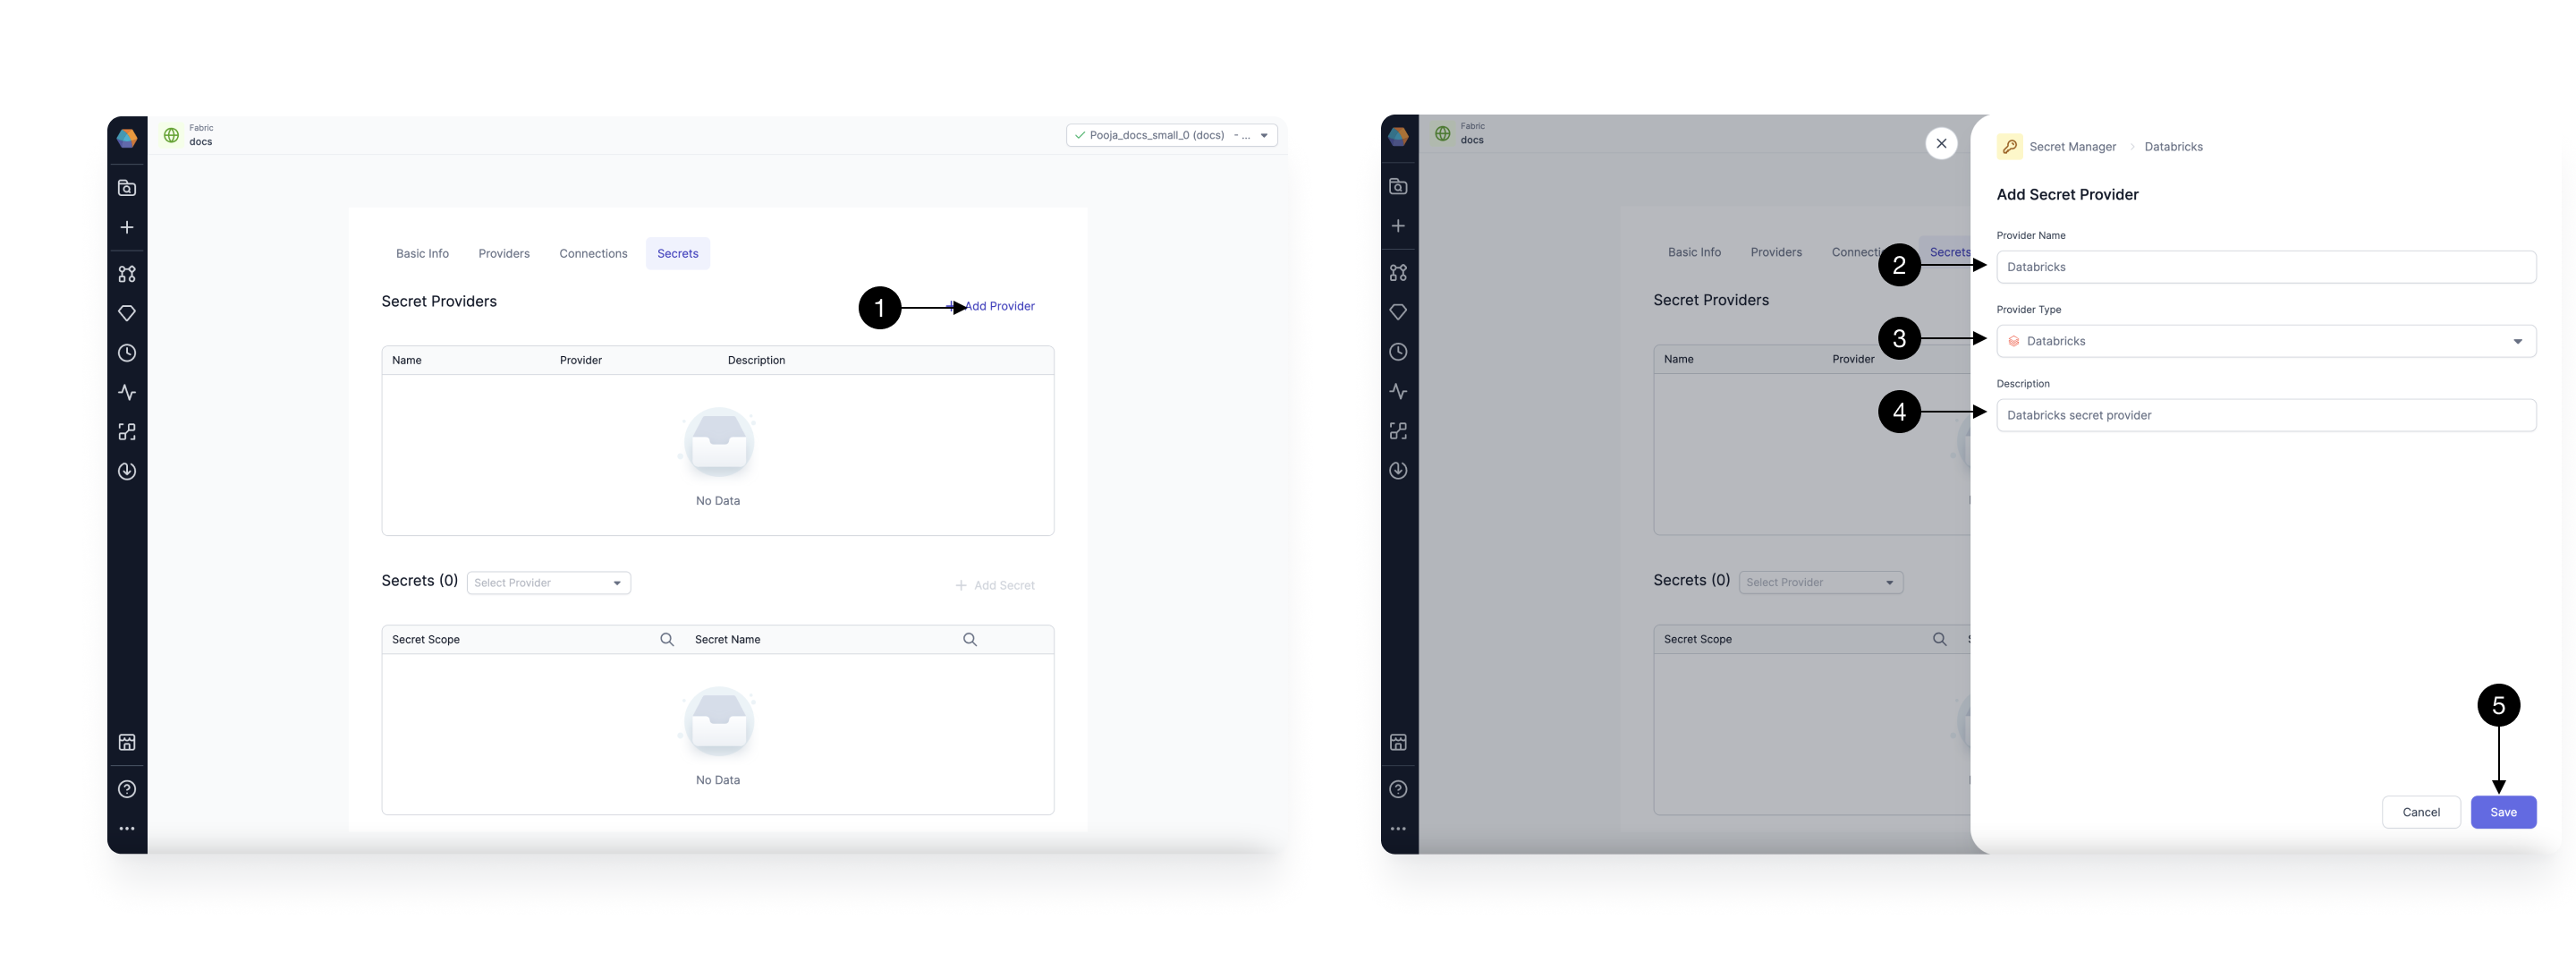 Fabric
docs
Pooja_docs_small_0 (docs) - ...
Basic Info Providers Connections Secrets
Secret Providers
1
Add Provider
Name Provider Description
No Data
Secrets (0) Select Provider
+ Add Secret
Secret Scope Secret Name
No Data
Fabric
docs
Basic Info Providers Connecti Secrets
Secret Providers
Name Provider
Secrets (0) Select Provider
Secret Scope
Secret Manager > Databricks
Add Secret Provider
Provider Name
2
Databricks
Provider Type
3
Databricks
Description
4
Databricks secret provider
5
Cancel Save